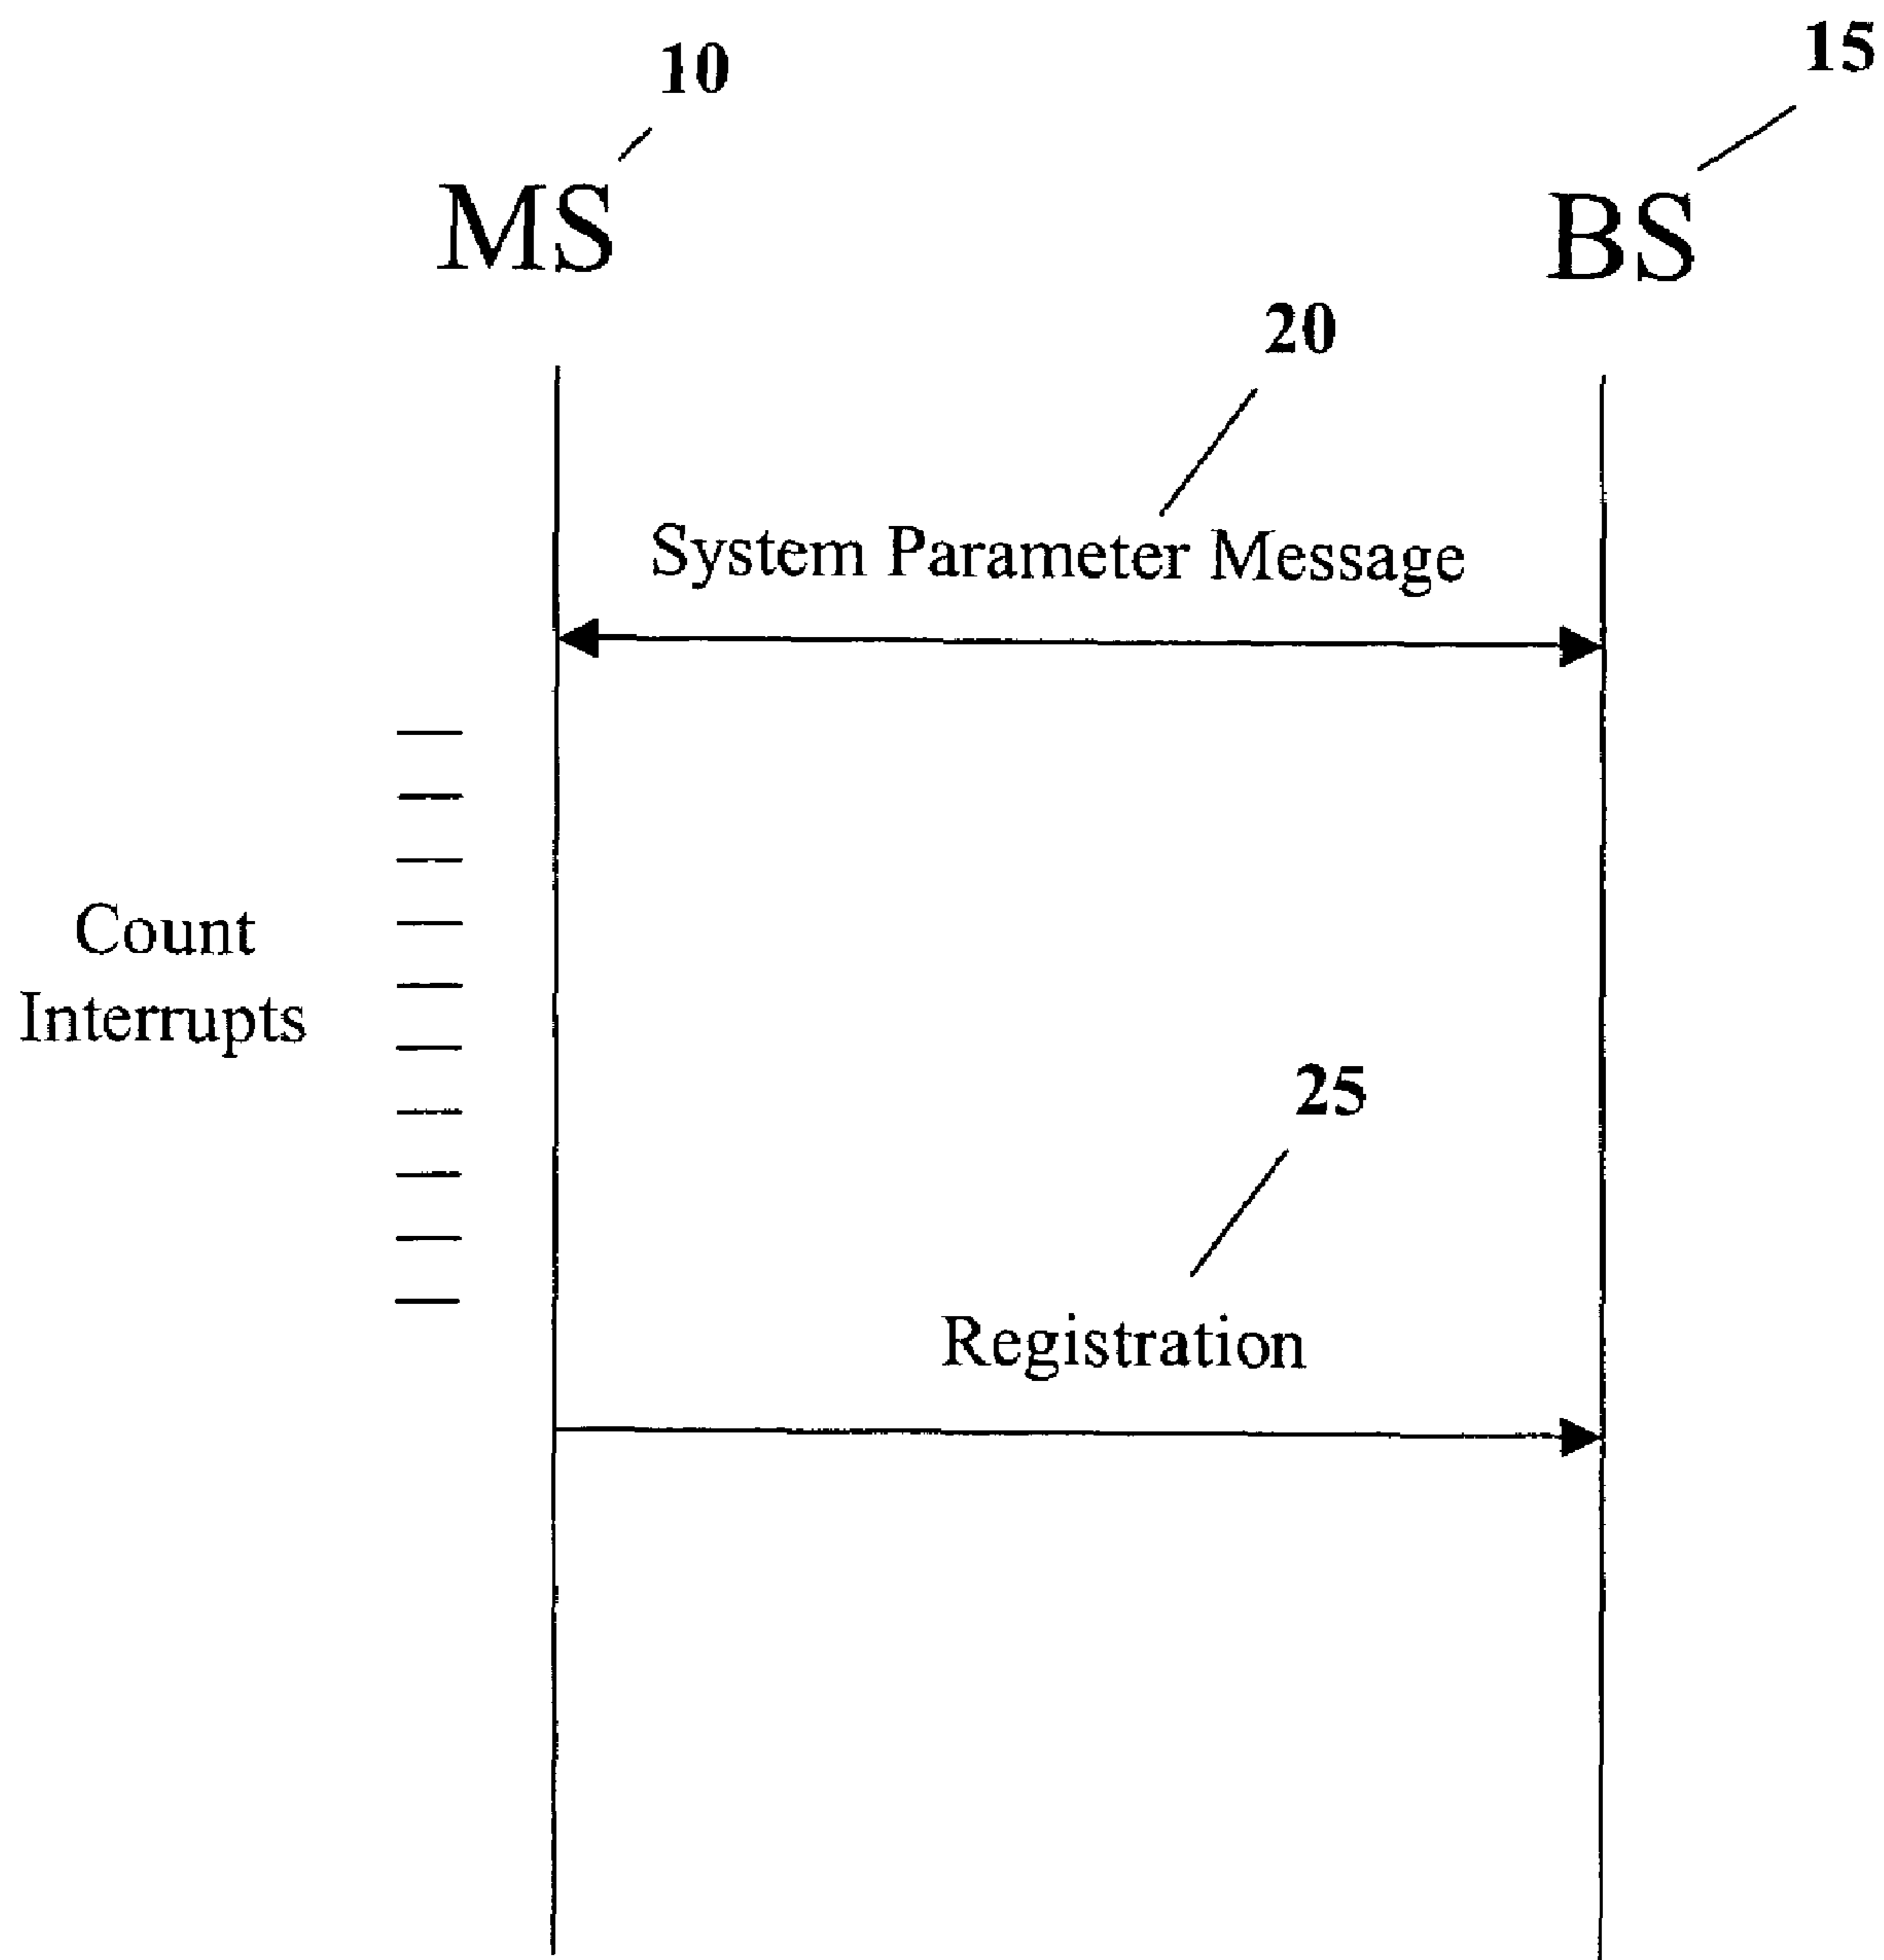 10
15
MS
BS
20
System Parameter Message
Count
Interrupts
25
Registration